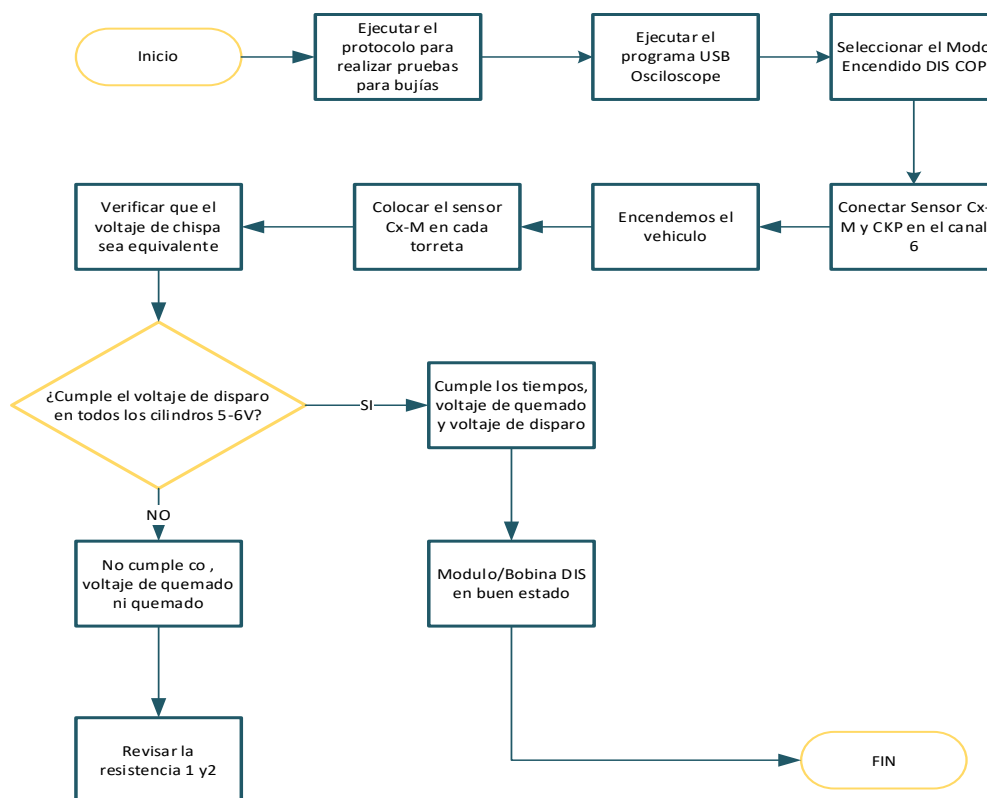 Inicio
Ejecutar el
protocolo para
realizar pruebas
para bujías
Ejecutar el
programa USB
Osciloscope
Seleccionar el Modo
Encendido DIS COP
Verificar que el
voltaje de chispa
sea equivalente
Colocar el sensor
Cx-M en cada
torreta
Encendemos el
vehiculo
Conectar Sensor Cx-
M y CKP en el canal
6
¿Cumple el voltaje de disparo
en todos los cilindros 5-6V?
SI
Cumple los tiempos,
voltaje de quemado
y voltaje de disparo
NO
No cumple co ,
voltaje de quemado
ni quemado
Modulo/Bobina DIS
en buen estado
Revisar la
resistencia 1 y2
FIN